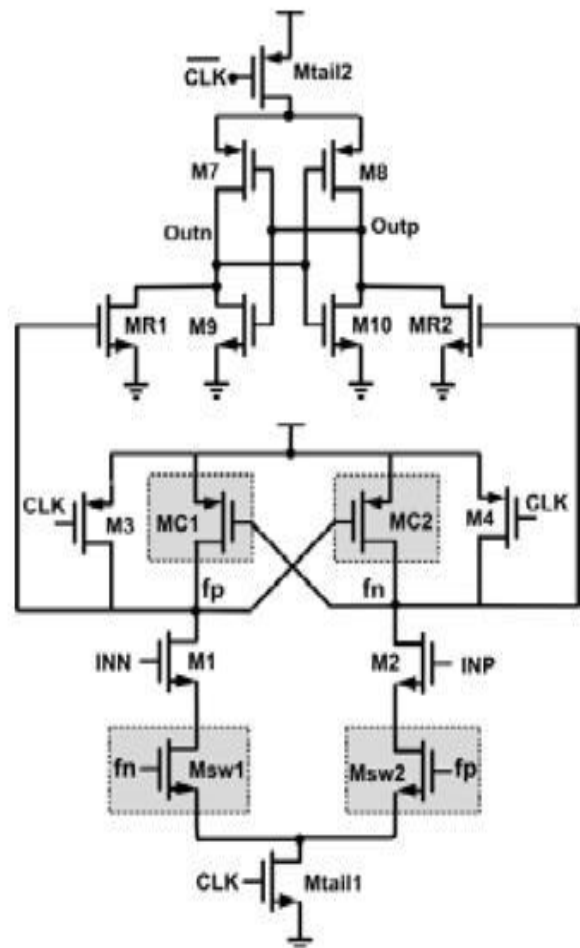 CLK
Mtail2
M7
M8
Outn
Outp
MR1
M9
M10
MR2
CLK
M3
MC1
MC2
M4
CLK
fp
fn
INN
M1
M2
INP
fn
Msw1
Msw2
fp
CLK
Mtail1